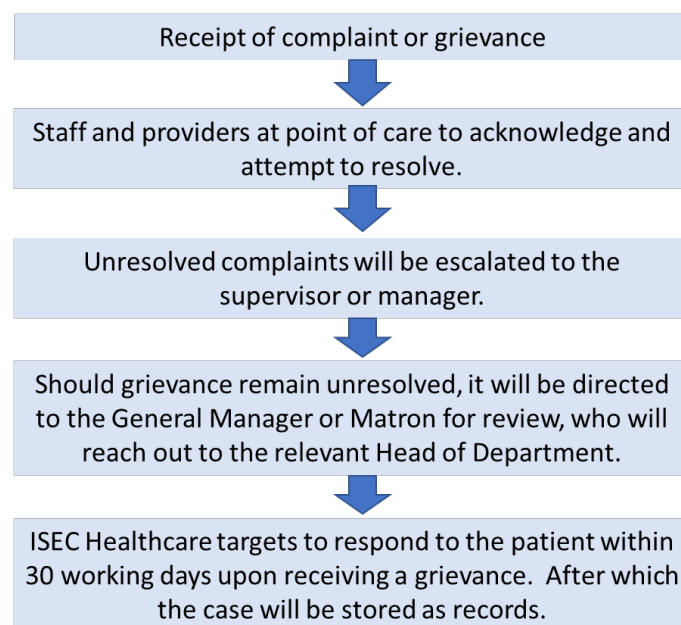 Receipt of complaint or grievance
Staff and providers at point of care to acknowledge and
attempt to resolve.
Unresolved complaints will be escalated to the
supervisor or manager.
Should grievance remain unresolved, it will be directed
to the General Manager or Matron for review, who will
reach out to the relevant Head of Department.
ISEC Healthcare targets to respond to the patient within
30 working days upon receiving a grievance.  After which
the case will be stored as records.